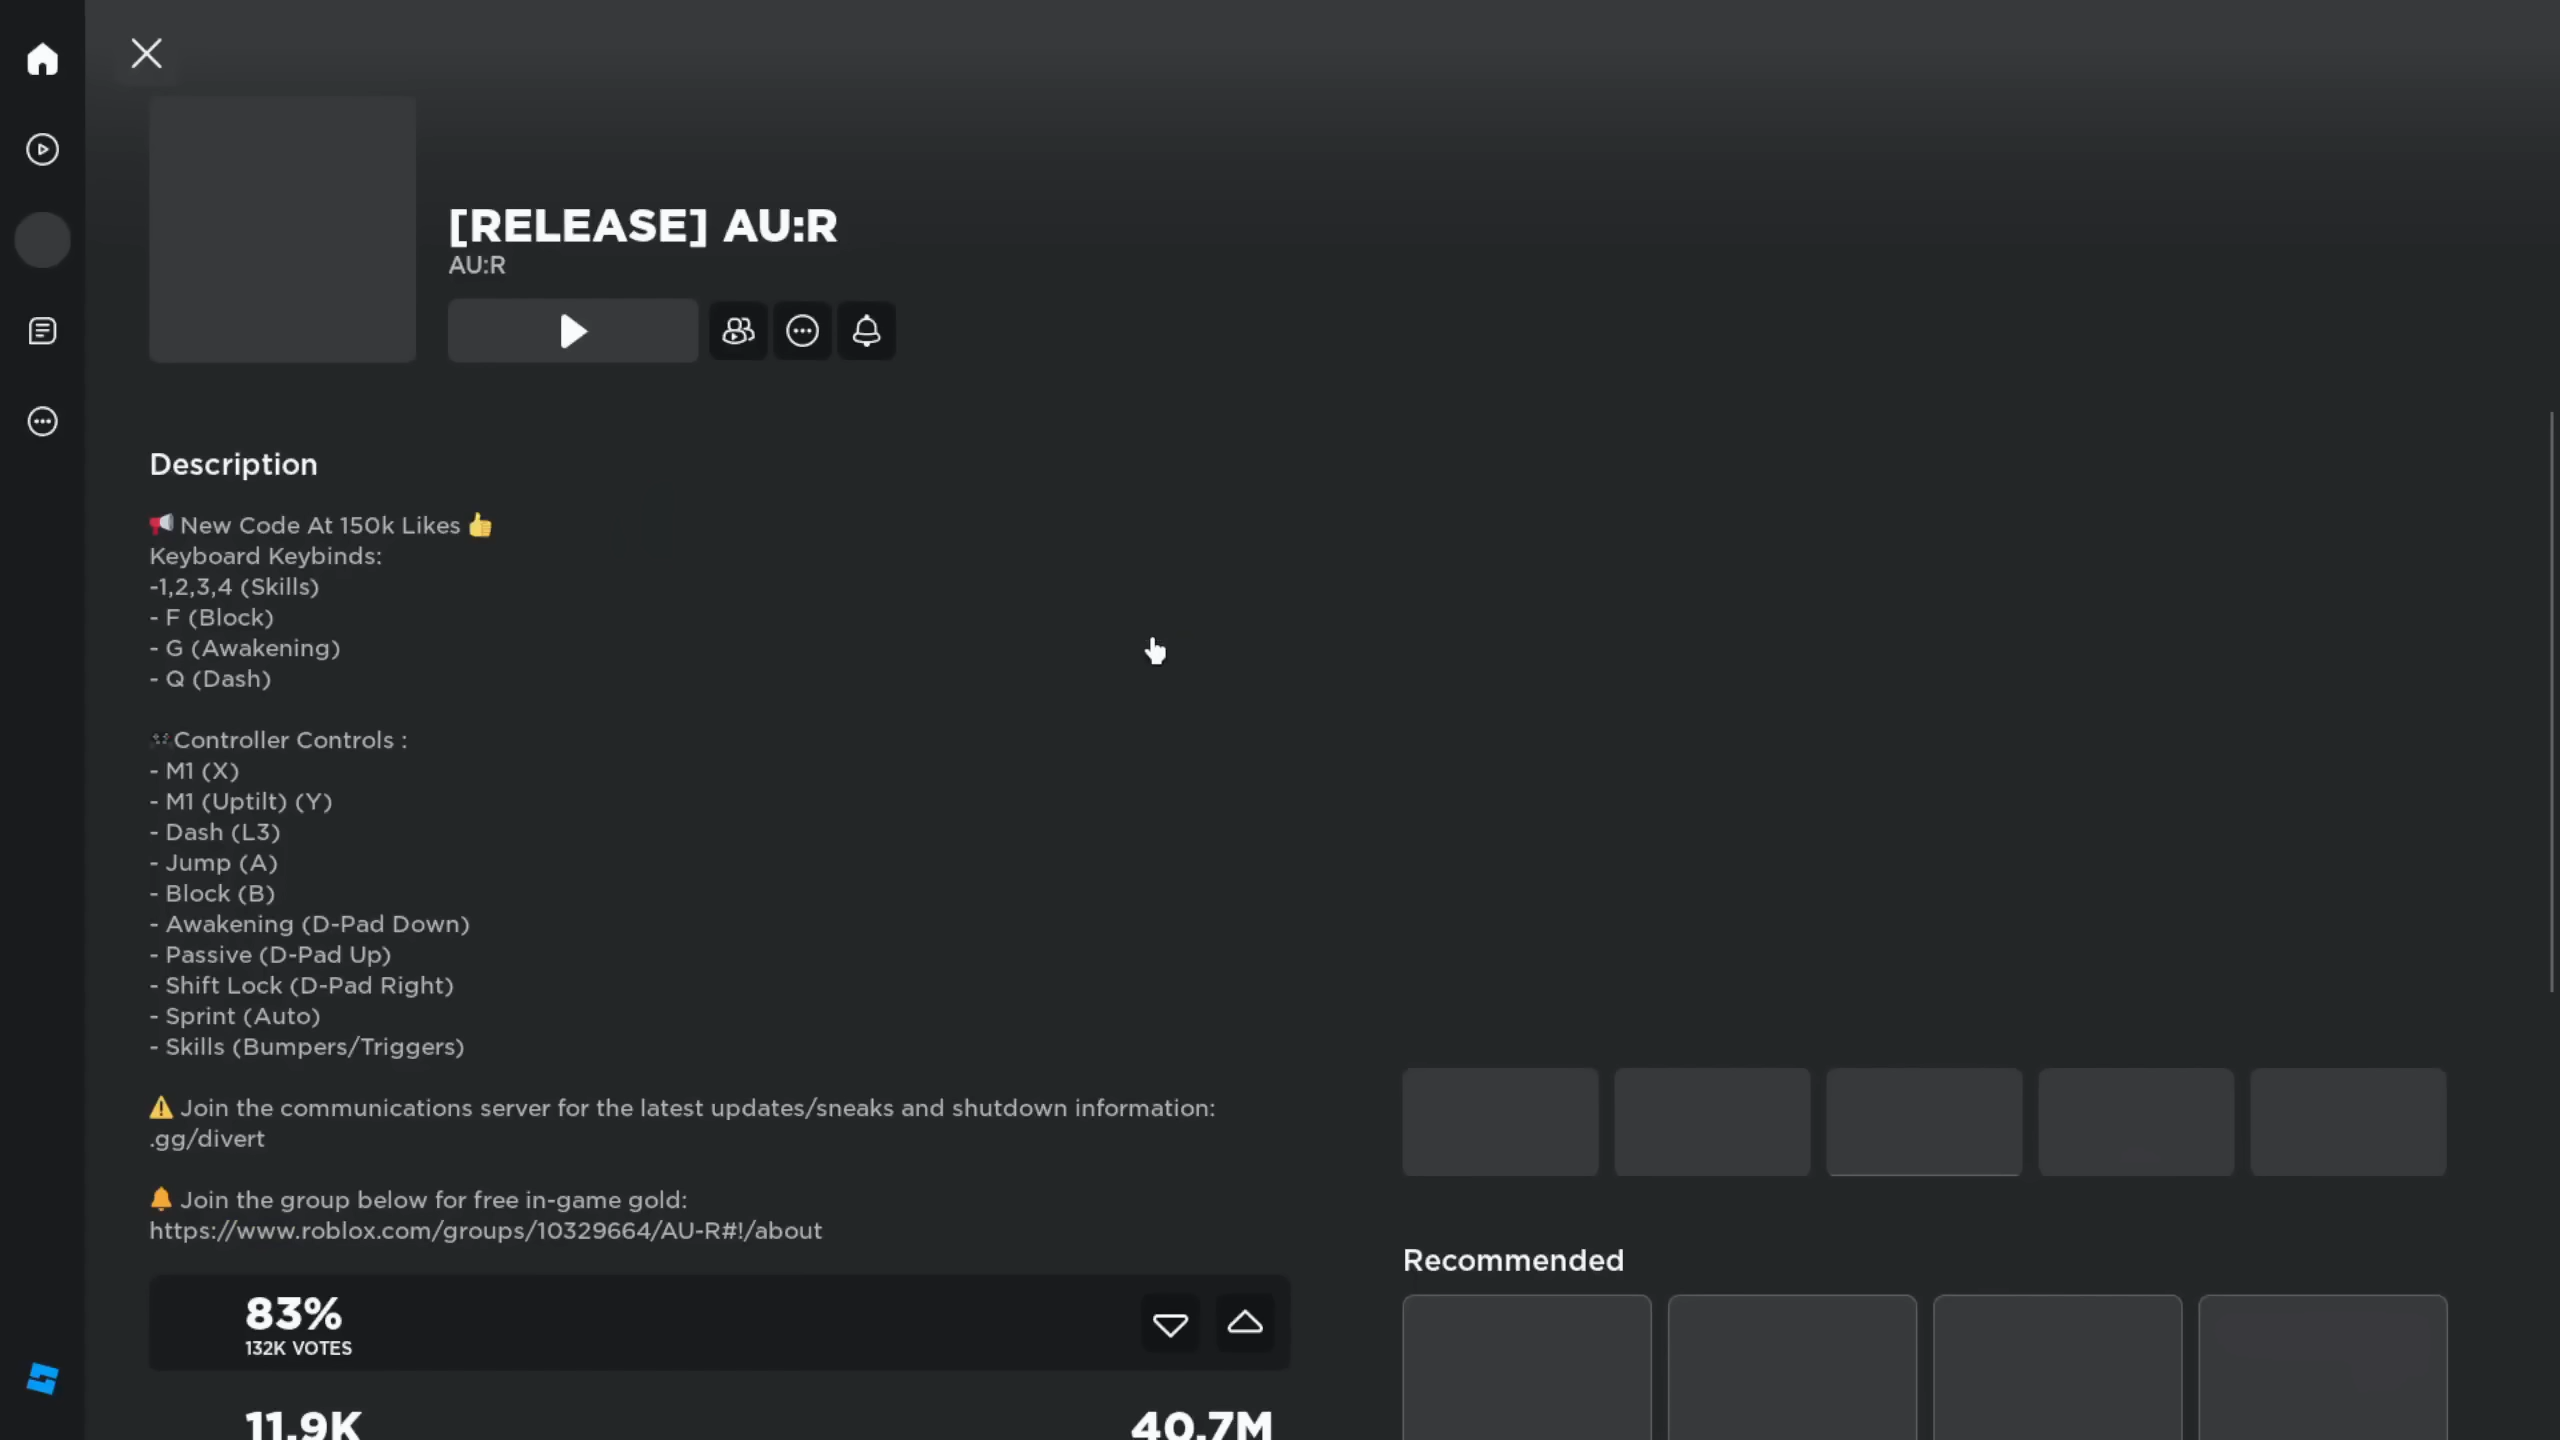 [RELEASE] AU:R
AU:R
Description
📢 New Code At 150k Likes 👍
Keyboard Keybinds:
-1,2,3,4 (Skills)
- F (Block)
- G (Awakening)
- Q (Dash)
🎮Controller Controls :
- M1 (X)
- M1 (Uptilt) (Y)
- Dash (L3)
- Jump (A)
- Block (B)
- Awakening (D-Pad Down)
- Passive (D-Pad Up)
- Shift Lock (D-Pad Right)
- Sprint (Auto)
- Skills (Bumpers/Triggers)
⚠️ Join the communications server for the latest updates/sneaks and shutdown information:
.gg/divert
🔔 Join the group below for free in-game gold:
https://www.roblox.com/groups/10329664/AU-R#!/about
83%
132K VOTES
11.9K
40.7M
Recommended